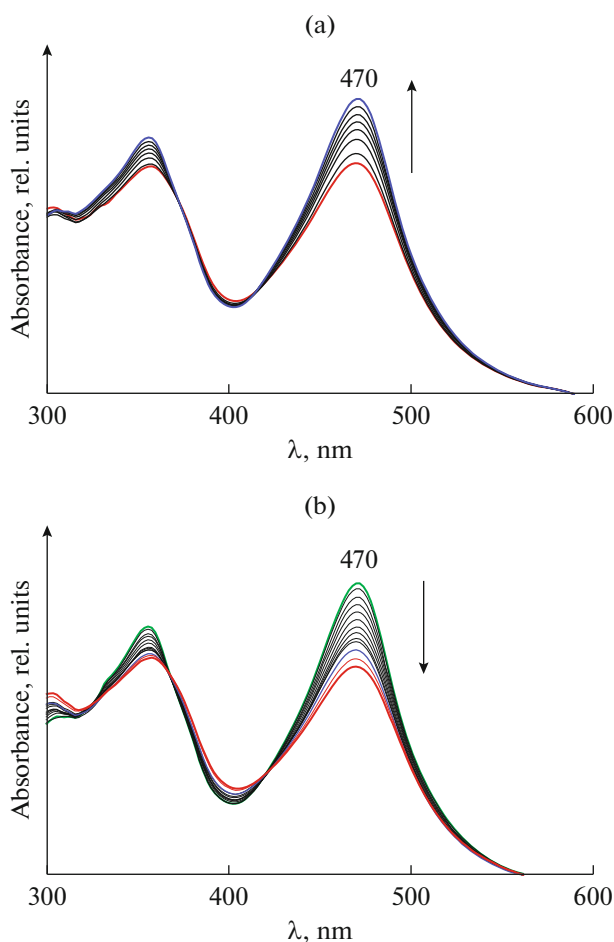 (a)
470
Absorbance, rel. units
300 400 500 600
λ, nm
(b)
470
Absorbance, rel. units
300 400 500 600
λ, nm